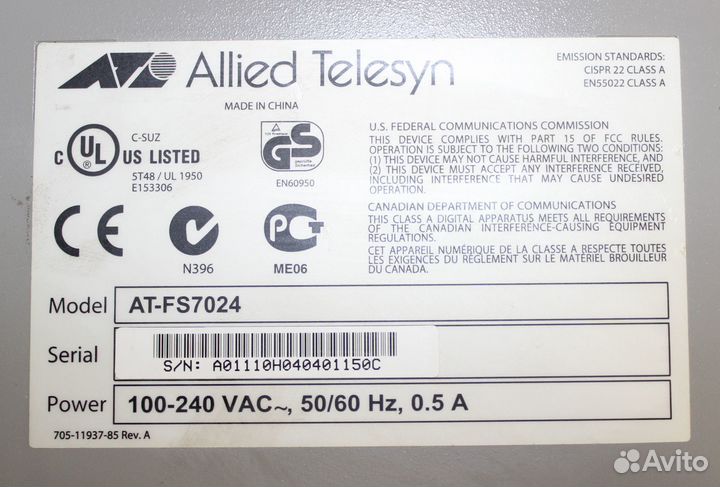 Allied Telesyn
MADE IN CHINA
EMISSION STANDARDS:
CISPR 22 CLASS A
EN55022 CLASS A
C-SUZ
C UL US LISTED
5T48 / UL 1950
E153306
GS
geprüfte
Sicherheit
EN60950
U.S. FEDERAL COMMUNICATIONS COMMISSION
THIS DEVICE COMPLIES WITH PART 15 OF FCC RULES.
OPERATION IS SUBJECT TO THE FOLLOWING TWO CONDITIONS:
(1) THIS DEVICE MAY NOT CAUSE HARMFUL INTERFERENCE, AND
(2) THIS DEVICE MUST ACCEPT ANY INTERFERENCE RECEIVED,
INCLUDING INTERFERENCE THAT MAY CAUSE UNDESIRED
OPERATION.
CE
N396
РСТ
ME06
CANADIAN DEPARTMENT OF COMMUNICATIONS
THIS CLASS A DIGITAL APPARATUS MEETS ALL REQUIREMENTS
OF THE CANADIAN INTERFERENCE-CAUSING EQUIPMENT
REGULATIONS.
CET APPAREIL NUMÉRIQUE DE LA CLASSE A RESPECTE TOUTES
LES EXIGENCES DU RÈGLEMENT SUR LE MATÉRIEL BROUILLEUR
DU CANADA.
Model AT-FS7024
Serial
S/N: A01110H040401150C
Power 100-240 VAC~, 50/60 Hz, 0.5 A
705-11937-85 Rev. A
Avito